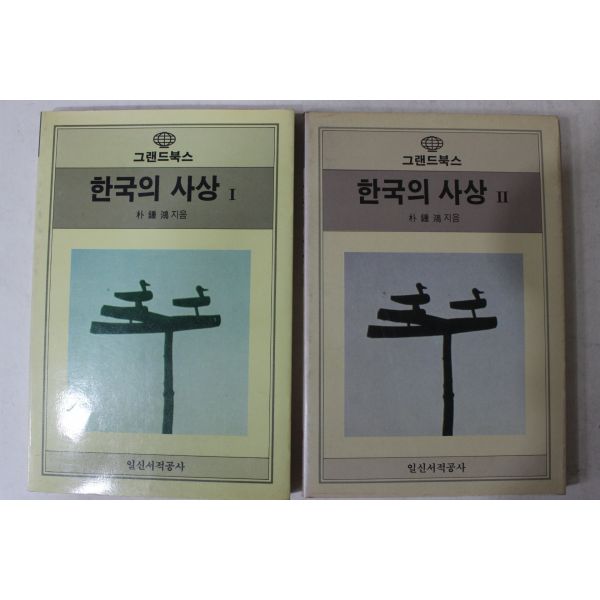 그랜드북스
한국의 사상 I
朴鍾鴻 지음
일신서적공사
그랜드북스
한국의 사상 II
朴鍾鴻 지음
일신서적공사